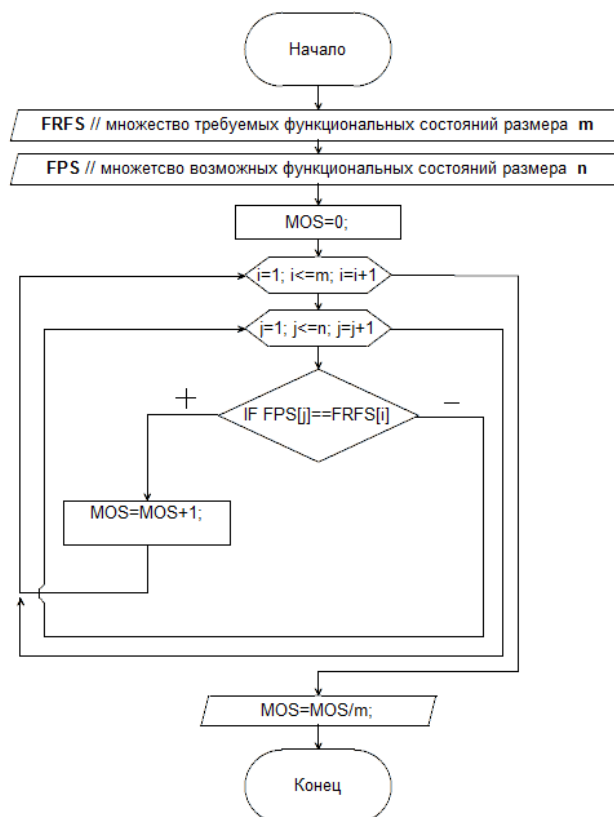 Начало
FRFS // множество требуемых функциональных состояний размера m
FPS // множетсво возможных функциональных состояний размера n
MOS=0;
i=1; i<=m; i=i+1
j=1; j<=n; j=j+1
+
−
IF FPS[j]==FRFS[i]
MOS=MOS+1;
MOS=MOS/m;
Конец